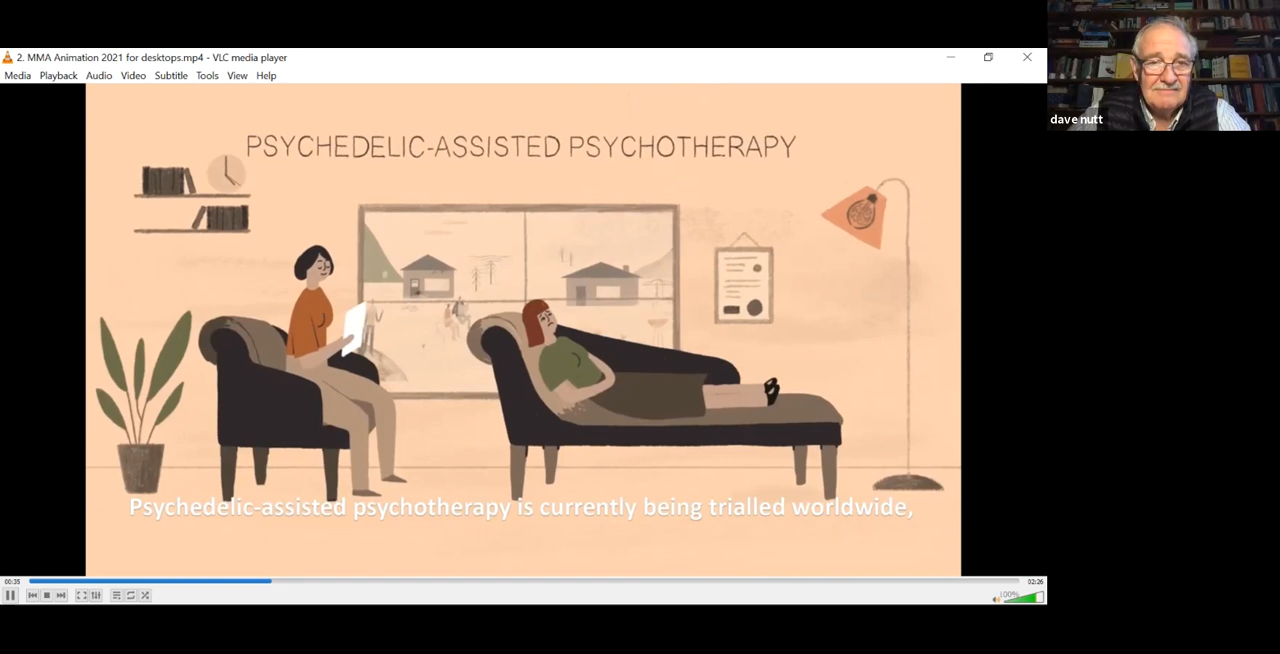 2. MMA Animation 2021 for desktops.mp4 - VLC media player
Media Playback Audio Video Subtitle Tools View Help
dave nutt
PSYCHEDELIC-ASSISTED PSYCHOTHERAPY
Psychedelic-assisted psychotherapy is currently being trialled worldwide,
00:35
02:26
100%